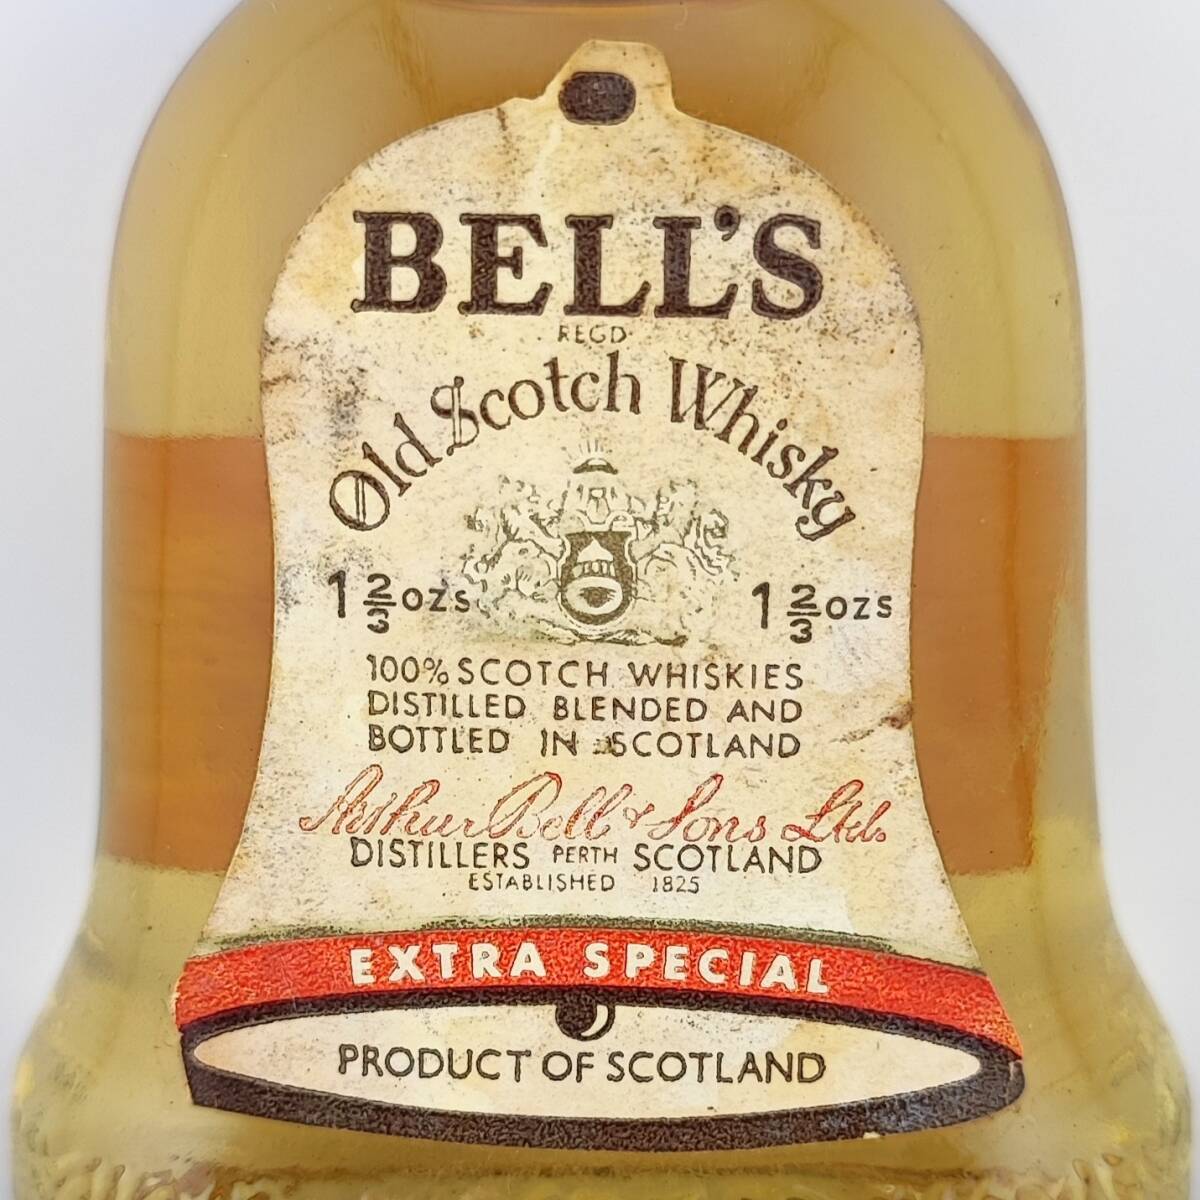 BELL'S
REGD
Old Scotch Whisky
1 2/3 ozs 1 2/3 ozs
100% SCOTCH WHISKIES
DISTILLED BLENDED AND
BOTTLED IN SCOTLAND
Arthur Bell & Sons Ltd.
DISTILLERS PERTH SCOTLAND
ESTABLISHED 1825
EXTRA SPECIAL
PRODUCT OF SCOTLAND